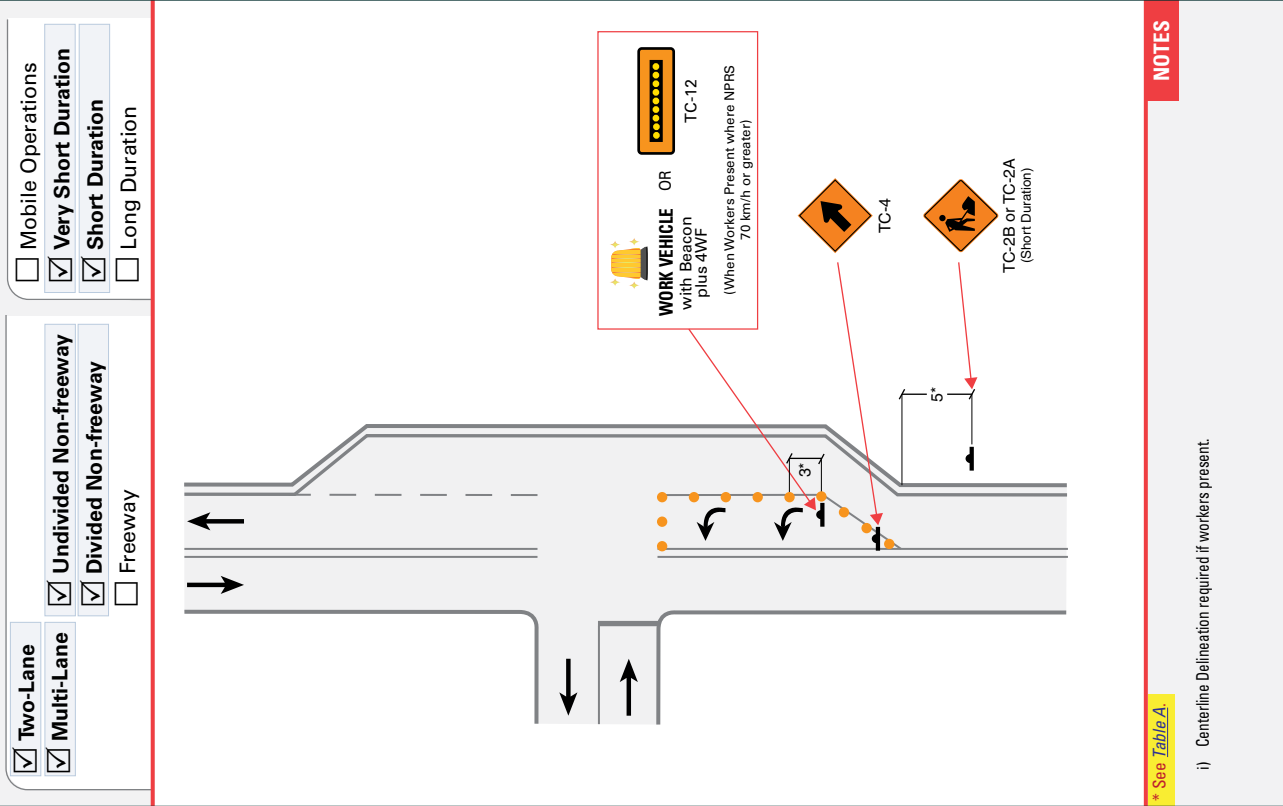 ☑ Two-Lane
☑ Multi-Lane
☑ Undivided Non-freeway
☑ Divided Non-freeway
☐ Freeway
☐ Mobile Operations
☑ Very Short Duration
☑ Short Duration
☐ Long Duration
WORK VEHICLE
with Beacon
plus 4WF
OR
TC-12
(When Workers Present where NPRS
70 km/h or greater)
TC-4
TC-2B or TC-2A
(Short Duration)
3*
5*
* See Table A.
NOTES
i) Centerline Delineation required if workers present.